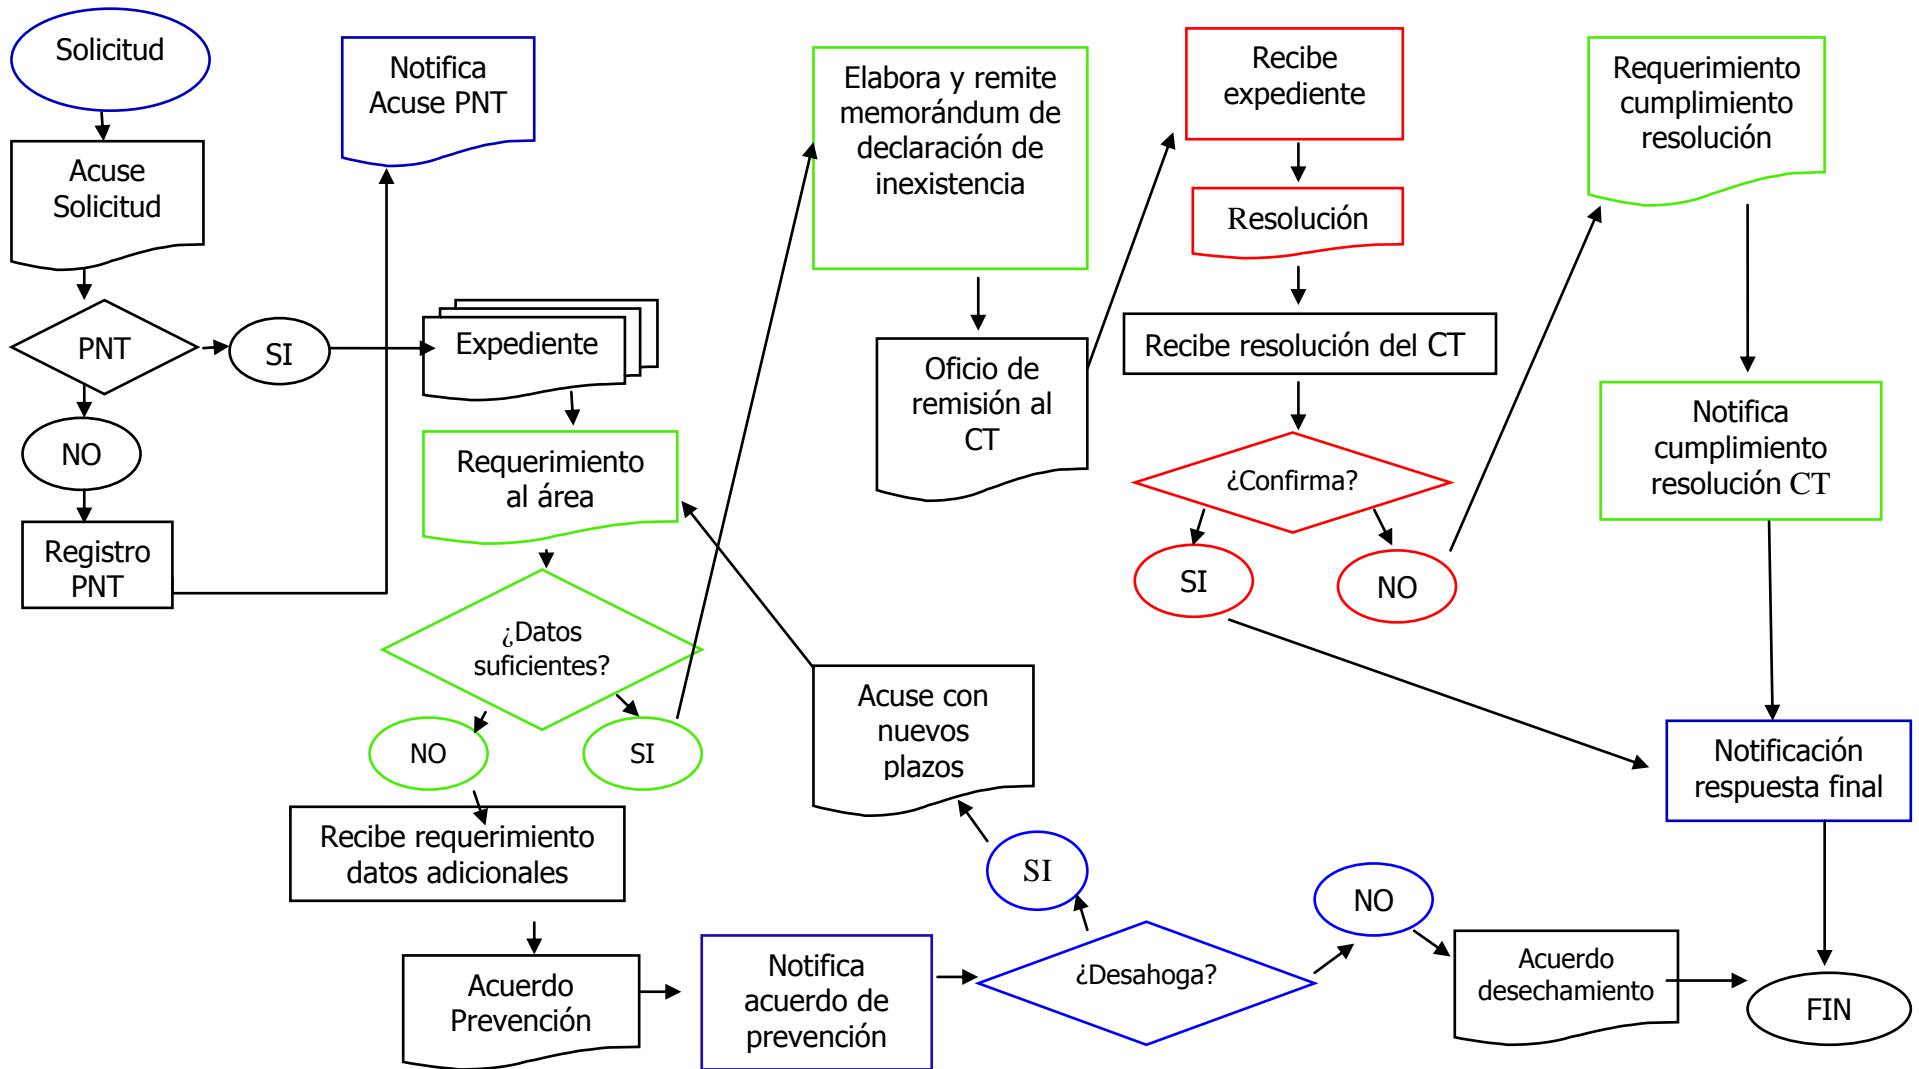 Solicitud
Acuse
Solicitud
PNT
SI
NO
Registro
PNT
Notifica
Acuse PNT
Expediente
Requerimiento
al área
¿Datos
suficientes?
NO
SI
Recibe requerimiento
datos adicionales
Acuerdo
Prevención
Notifica
acuerdo de
prevención
¿Desahoga?
SI
Acuse con
nuevos
plazos
NO
Acuerdo
desechamiento
FIN
Elabora y remite
memorándum de
declaración de
inexistencia
Oficio de
remisión al
CT
Recibe
expediente
Resolución
Recibe resolución del CT
¿Confirma?
SI
NO
Requerimiento
cumplimiento
resolución
Notifica
cumplimiento
resolución CT
Notificación
respuesta final